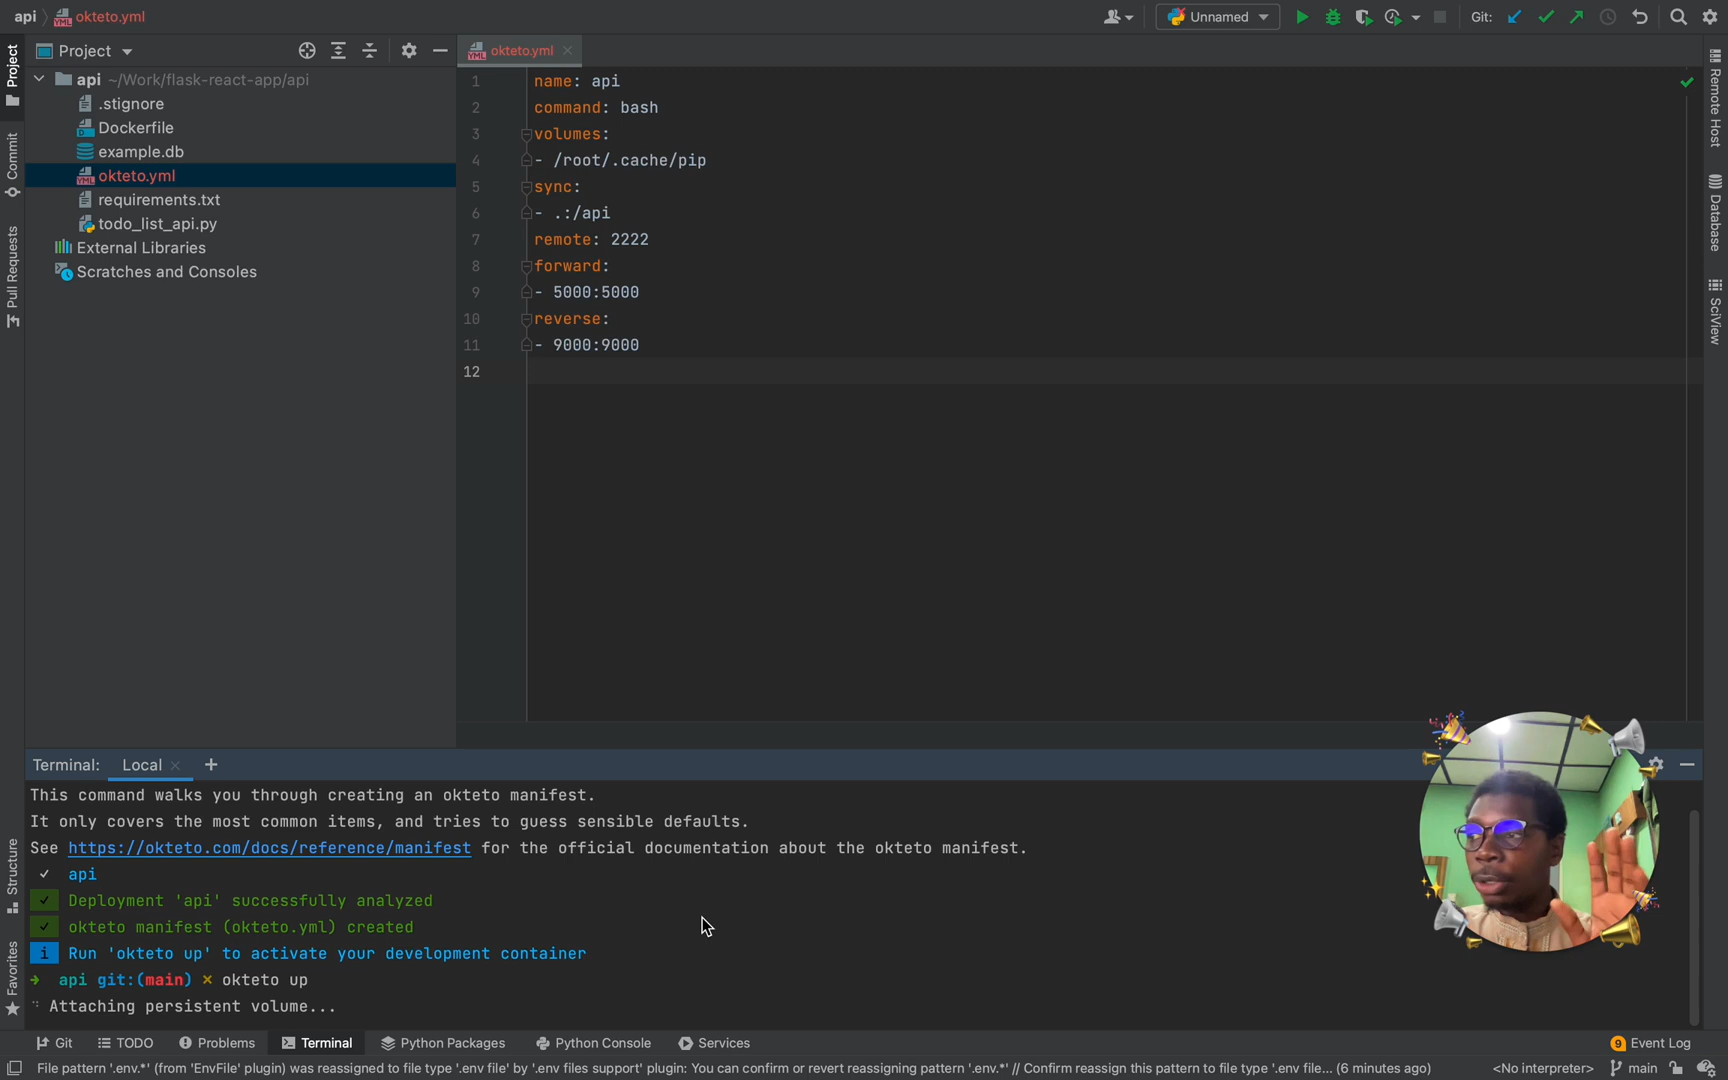 api
okteto.yml
Unnamed
Git:
Project
okteto.yml
Project
Commit
Pull Requests
Structure
Favorites
Remote Host
Database
SciView
api ~/Work/flask-react-app/api
.stignore
Dockerfile
example.db
okteto.yml
requirements.txt
todo_list_api.py
External Libraries
Scratches and Consoles
1 name: api
2 command: bash
3 volumes:
4 - /root/.cache/pip
5 sync:
6 - .:/api
7 remote: 2222
8 forward:
9 - 5000:5000
10 reverse:
11 - 9000:9000
12
Terminal: Local
This command walks you through creating an okteto manifest.
It only covers the most common items, and tries to guess sensible defaults.
See https://okteto.com/docs/reference/manifest for the official documentation about the okteto manifest.
✓ api
✓ Deployment 'api' successfully analyzed
✓ okteto manifest (okteto.yml) created
i Run 'okteto up' to activate your development container
→ api git:(main) × okteto up
Attaching persistent volume...
Git
TODO
Problems
Terminal
Python Packages
Python Console
Services
9 Event Log
File pattern '.env.*' (from 'EnvFile' plugin) was reassigned to file type '.env file' by '.env files support' plugin: You can confirm or revert reassigning pattern '.env.*' // Confirm reassign this pattern to file type '.env file... (6 minutes ago)
<No interpreter>
main